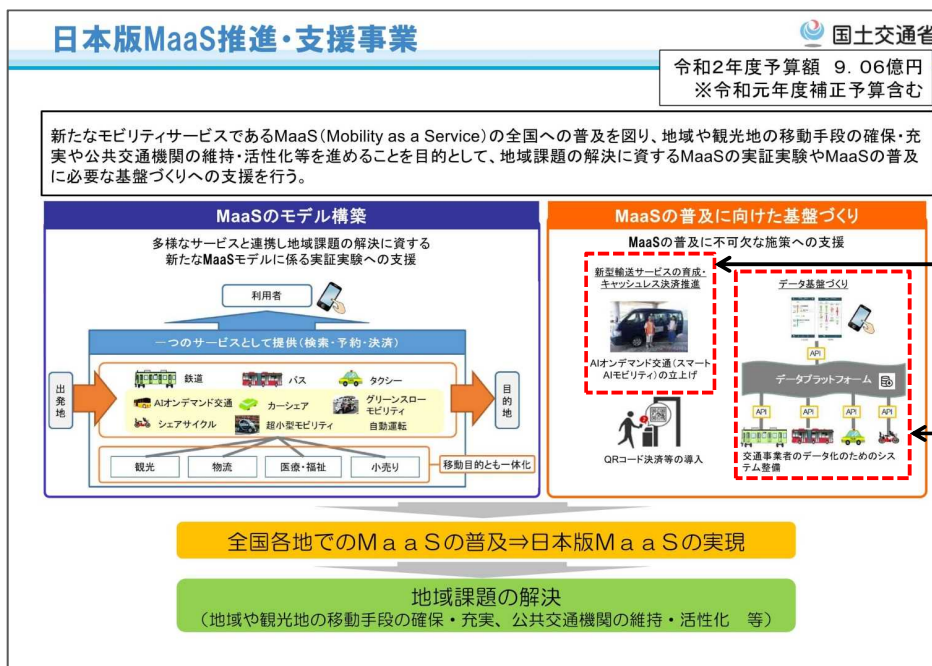 日本版MaaS推進・支援事業
国土交通省
令和2年度予算額 9.06億円
※令和元年度補正予算含む
新たなモビリティサービスであるMaaS(Mobility as a Service)の全国への普及を図り、地域や観光地の移動手段の確保・充
実や公共交通機関の維持・活性化等を進めることを目的として、地域課題の解決に資するMaaSの実証実験やMaaSの普及
に必要な基盤づくりへの支援を行う。
MaaSのモデル構築
多様なサービスと連携し地域課題の解決に資する
新たなMaaSモデルに係る実証実験への支援
利用者
一つのサービスとして提供(検索・予約・決済)
出発地
鉄道
バス
タクシー
AIオンデマンド交通
カーシェア
グリーンスロー
モビリティ
シェアサイクル
超小型モビリティ
自動運転
目的地
観光
物流
医療・福祉
小売り
移動目的とも一体化
MaaSの普及に向けた基盤づくり
MaaSの普及に不可欠な施策への支援
新型輸送サービスの育成・
キャッシュレス決済推進
AIオンデマンド交通(スマート
AIモビリティ)の立上げ
QRコード決済等の導入
データ基盤づくり
API
データプラットフォーム
API API API API
交通事業者のデータ化のためのシス
テム整備
全国各地でのMaaSの普及⇒日本版MaaSの実現
地域課題の解決
(地域や観光地の移動手段の確保・充実、公共交通機関の維持・活性化 等)